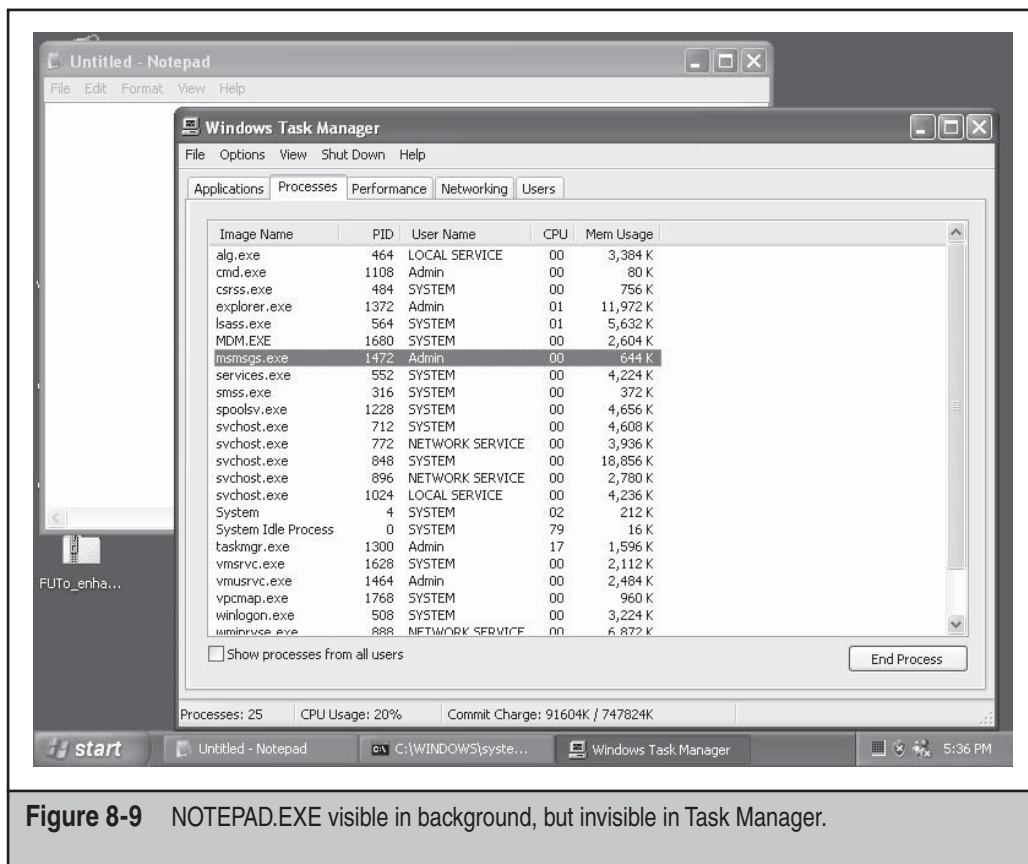 Untitled - Notepad
File Edit Format View Help
Windows Task Manager
File Options View Shut Down Help
Applications Processes Performance Networking Users
Image Name PID User Name CPU Mem Usage
alg.exe 464 LOCAL SERVICE 00 3,384 K
cmd.exe 1108 Admin 00 80 K
csrss.exe 484 SYSTEM 00 756 K
explorer.exe 1372 Admin 01 11,972 K
lsass.exe 564 SYSTEM 01 5,632 K
MDM.EXE 1680 SYSTEM 00 2,604 K
msmsgs.exe 1472 Admin 00 644 K
services.exe 552 SYSTEM 00 4,224 K
smss.exe 316 SYSTEM 00 372 K
spoolsv.exe 1228 SYSTEM 00 4,656 K
svchost.exe 712 SYSTEM 00 4,608 K
svchost.exe 772 NETWORK SERVICE 00 3,936 K
svchost.exe 848 SYSTEM 00 18,856 K
svchost.exe 896 NETWORK SERVICE 00 2,780 K
svchost.exe 1024 LOCAL SERVICE 00 4,236 K
System 4 SYSTEM 02 212 K
System Idle Process 0 SYSTEM 79 16 K
taskmgr.exe 1300 Admin 17 1,596 K
vmsrvc.exe 1628 SYSTEM 00 2,112 K
vmusrvc.exe 1464 Admin 00 2,484 K
vpcmap.exe 1768 SYSTEM 00 960 K
winlogon.exe 508 SYSTEM 00 3,224 K
wmiprvse.exe 888 NETWORK SERVICE 00 6,872 K
FUTo_enha...
Show processes from all users
End Process
Processes: 25 CPU Usage: 20% Commit Charge: 91604K / 747824K
start Untitled - Notepad C:\WINDOWS\syste... Windows Task Manager 5:36 PM
Figure 8-9 NOTEPAD.EXE visible in background, but invisible in Task Manager.